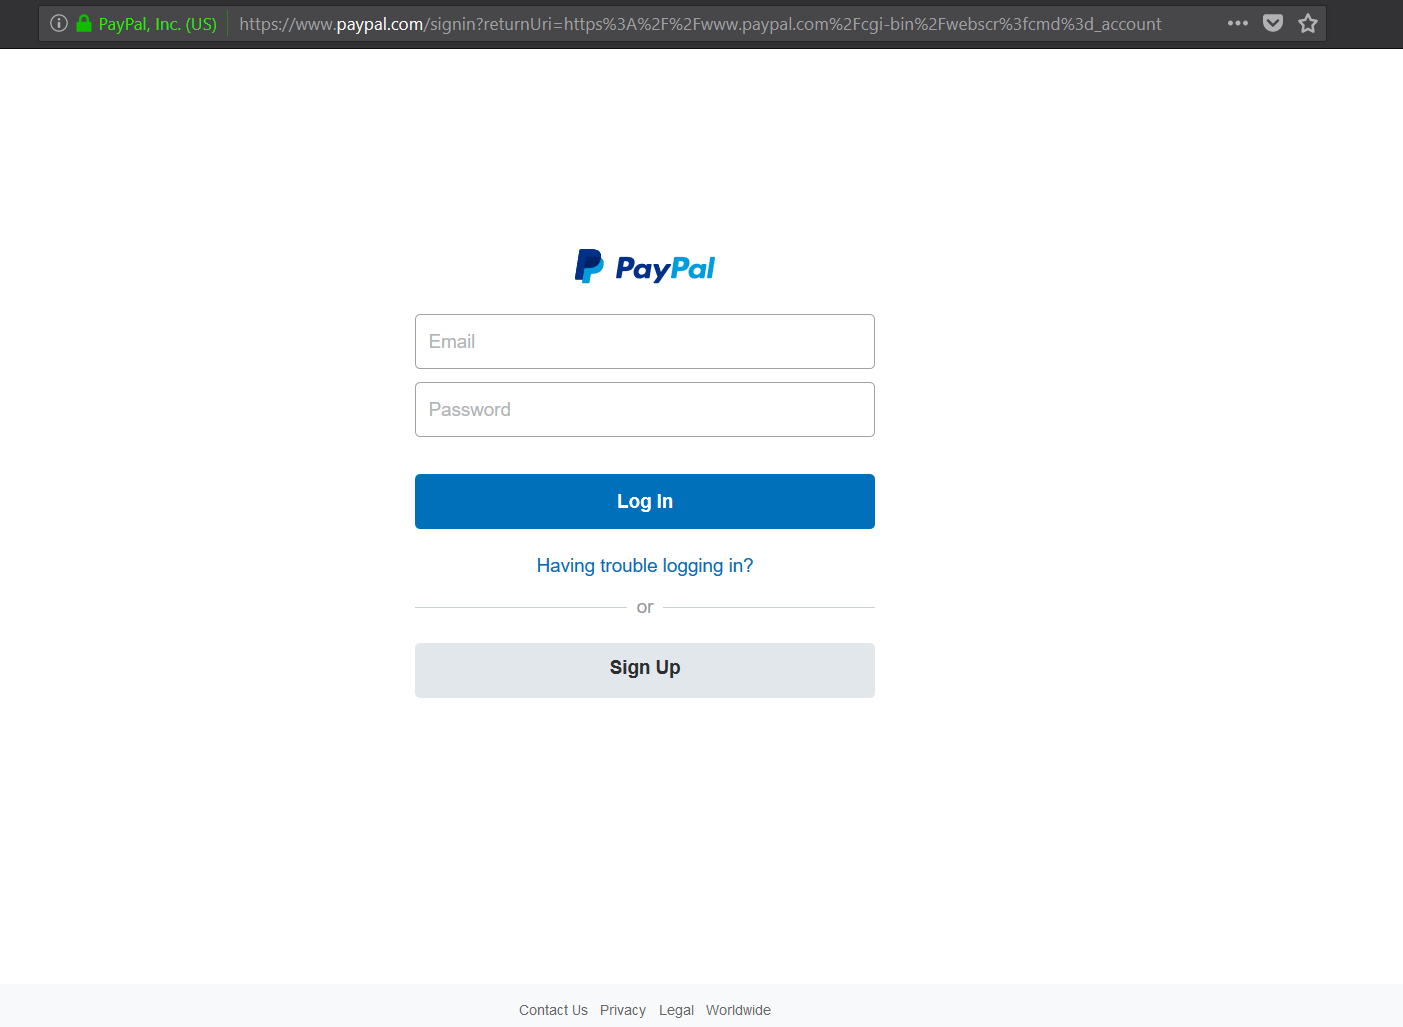 PayPal, Inc. (US) https://www.paypal.com/signin?returnUri=https%3A%2F%2Fwww.paypal.com%2Fcgi-bin%2Fwebscr%3fcmd%3d_account
PayPal
Email
Password
Log In
Having trouble logging in?
or
Sign Up
Contact Us Privacy Legal Worldwide